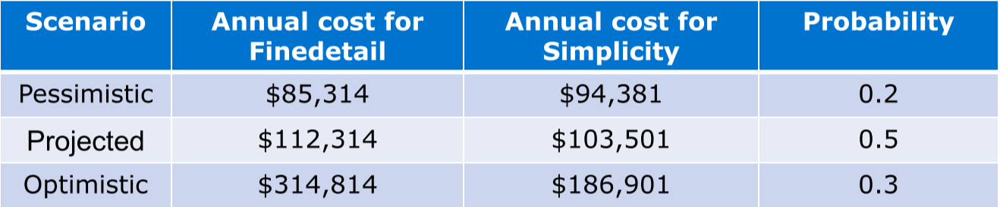 Scenario Annual cost for Finedetail Annual cost for Simplicity Probability
Pessimistic $85,314 $94,381 0.2
Projected $112,314 $103,501 0.5
Optimistic $314,814 $186,901 0.3